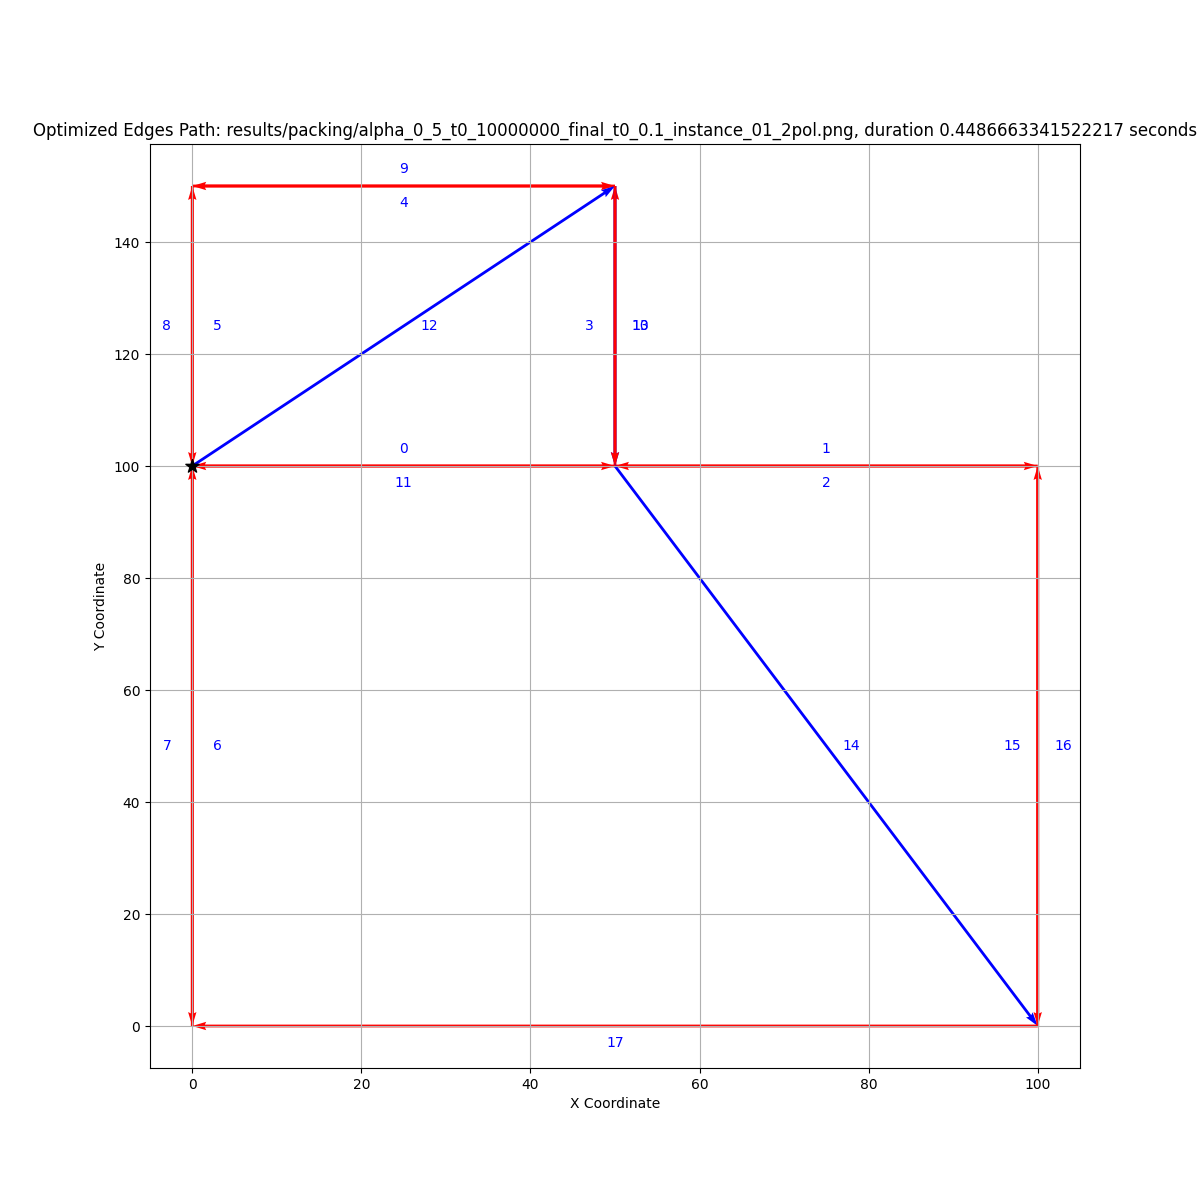 Optimized Edges Path: results/packing/alpha_0_5_t0_10000000_final_t0_0.1_instance_01_2pol.png, duration 0.4486663341522217 seconds
9
4
140
8 5 12 3
120
0 1
100
11 2
80
Y Coordinate
60
7 6 14 15 16
40
20
0
17
0 20 40 60 80 100
X Coordinate